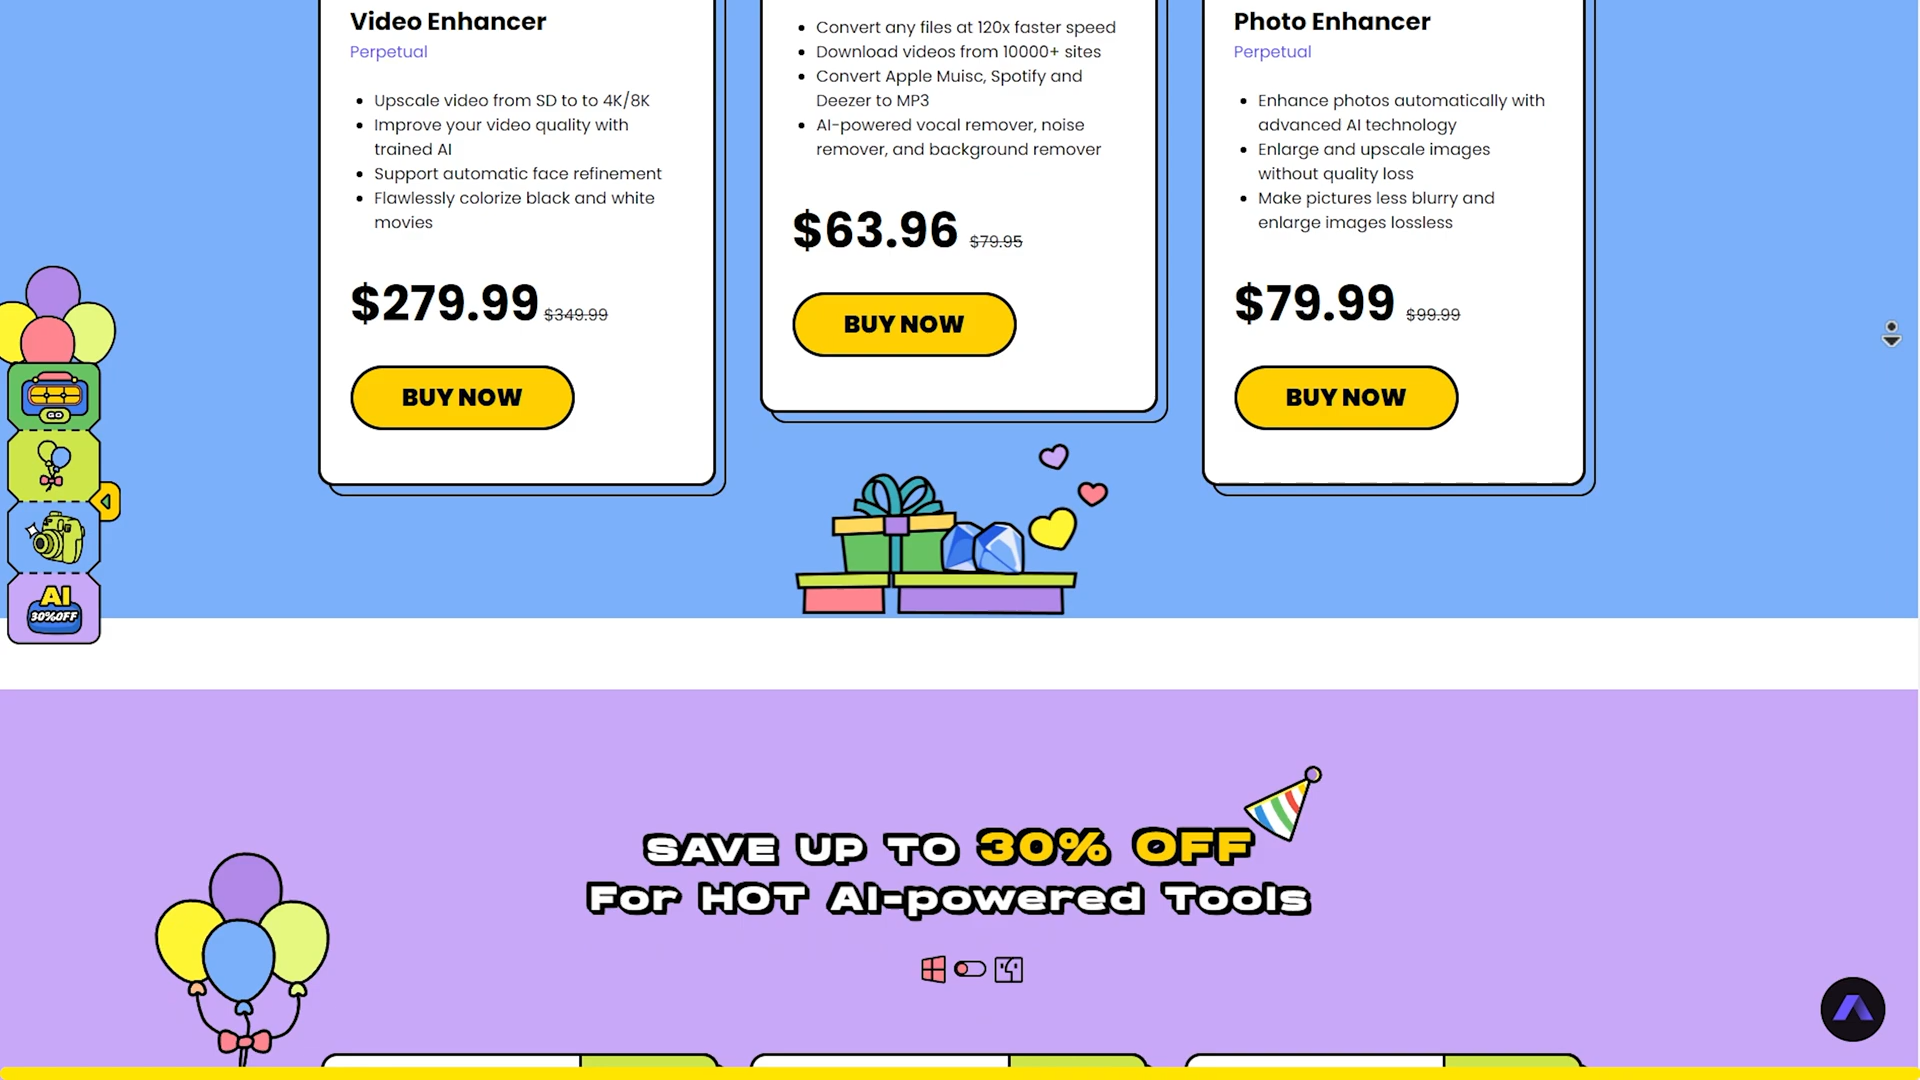 Video Enhancer
Perpetual
Upscale video from SD to to 4K/8K
Improve your video quality with
trained AI
Support automatic face refinement
Flawlessly colorize black and white
movies
$279.99 $349.99
BUY NOW
Convert any files at 120x faster speed
Download videos from 10000+ sites
Convert Apple Muisc, Spotify and
Deezer to MP3
AI-powered vocal remover, noise
remover, and background remover
$63.96 $79.95
BUY NOW
Photo Enhancer
Perpetual
Enhance photos automatically with
advanced AI technology
Enlarge and upscale images
without quality loss
Make pictures less blurry and
enlarge images lossless
$79.99 $99.99
BUY NOW
GO
AI
30%OFF
SAVE UP TO 30% OFF
For HOT AI-powered Tools